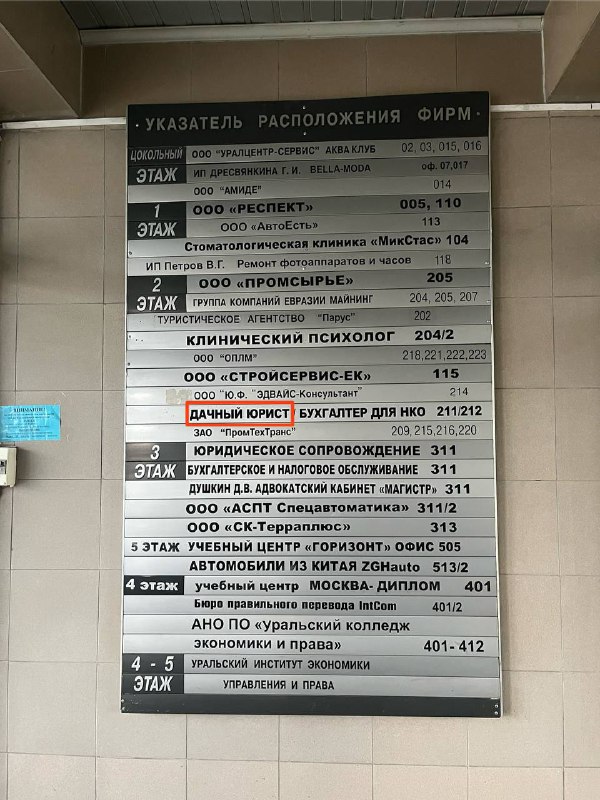 · УКАЗАТЕЛЬ РАСПОЛОЖЕНИЯ ФИРМ ·
ЦОКОЛЬНЫЙ ЭТАЖ
ООО "УРАЛЦЕНТР-СЕРВИС" АКВА КЛУБ 02, 03, 015, 016
ИП ДРЕСВЯНКИНА Г. И. BELLA-MODA оф. 07,017
ООО "АМИДЕ" 014
1 ЭТАЖ
ООО «РЕСПЕКТ» 005, 110
ООО «АвтоЕсть» 113
Стоматологическая клиника «МикСтас» 104
ИП Петров В.Г. Ремонт фотоаппаратов и часов 118
2 ЭТАЖ
ООО «ПРОМСЫРЬЕ» 205
ГРУППА КОМПАНИЙ ЕВРАЗИИ МАЙНИНГ 204, 205, 207
ТУРИСТИЧЕСКОЕ АГЕНТСТВО "Парус" 202
КЛИНИЧЕСКИЙ ПСИХОЛОГ 204/2
ООО "ОПЛМ" 218,221,222,223
ООО «СТРОЙСЕРВИС-ЕК» 115
ООО "Ю.Ф. "ЭДВАЙС-Консультант" 214
ДАЧНЫЙ ЮРИСТ БУХГАЛТЕР ДЛЯ НКО 211/212
ЗАО "ПромТехТранс" 209,215,216,220
3 ЭТАЖ
ЮРИДИЧЕСКОЕ СОПРОВОЖДЕНИЕ 311
БУХГАЛТЕРСКОЕ И НАЛОГОВОЕ ОБСЛУЖИВАНИЕ 311
ДУШКИН Д.В. АДВОКАТСКИЙ КАБИНЕТ «МАГИСТР» 311
ООО «АСПТ Спецавтоматика» 311/2
ООО «СК-Терраплюс» 313
5 ЭТАЖ УЧЕБНЫЙ ЦЕНТР «ГОРИЗОНТ» ОФИС 505
АВТОМОБИЛИ ИЗ КИТАЯ ZGHauto 513/2
4 этаж учебный центр МОСКВА- ДИПЛОМ 401
Бюро правильного перевода IntCom 401/2
АНО ПО «Уральский колледж
экономики и права» 401- 412
4 - 5 ЭТАЖ
УРАЛЬСКИЙ ИНСТИТУТ ЭКОНОМИКИ
УПРАВЛЕНИЯ И ПРАВА
ВНИМАНИЕ!